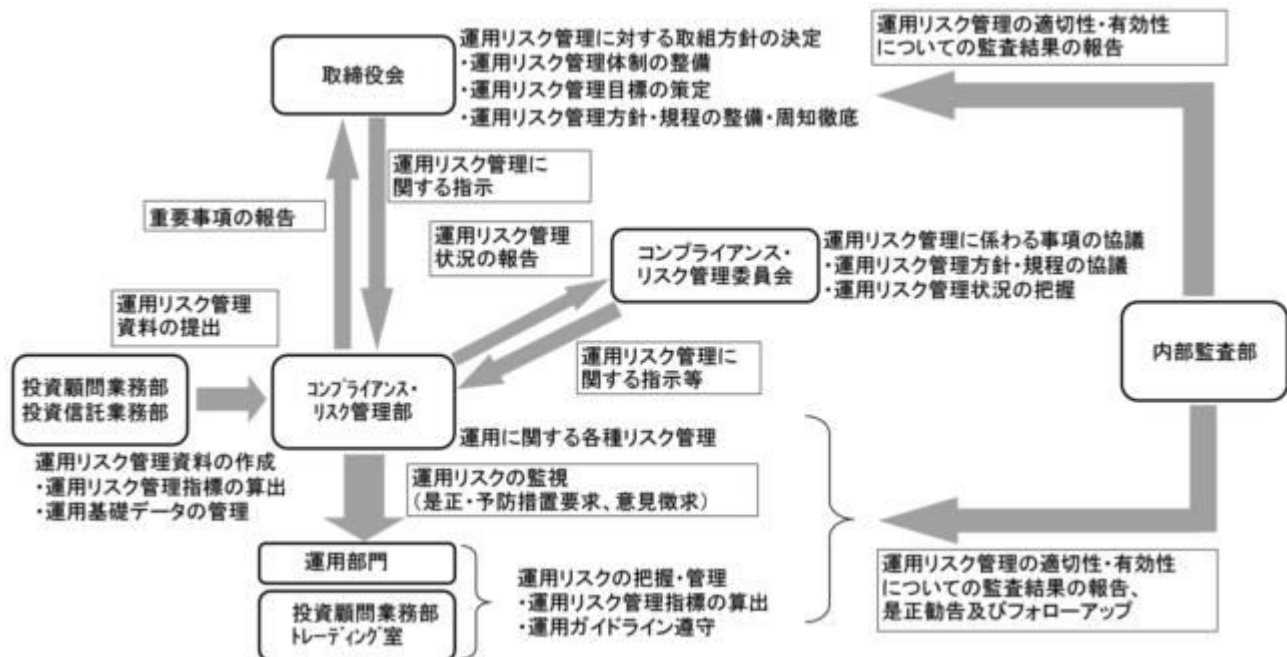 取締役会
運用リスク管理に対する取組方針の決定
・運用リスク管理体制の整備
・運用リスク管理目標の策定
・運用リスク管理方針・規程の整備・周知徹底
運用リスク管理の適切性・有効性
についての監査結果の報告
運用リスク管理に
関する指示
重要事項の報告
運用リスク管理
状況の報告
コンプライアンス・
リスク管理委員会
運用リスク管理に係わる事項の協議
・運用リスク管理方針・規程の協議
・運用リスク管理状況の把握
運用リスク管理
資料の提出
運用リスク管理に
関する指示等
内部監査部
投資顧問業務部
投資信託業務部
コンプライアンス・
リスク管理部
運用に関する各種リスク管理
運用リスク管理資料の作成
・運用リスク管理指標の算出
・運用基礎データの管理
運用リスクの監視
(是正・予防措置要求、意見徴求)
運用部門
投資顧問業務部
トレーディング室
運用リスクの把握・管理
・運用リスク管理指標の算出
・運用ガイドライン遵守
運用リスク管理の適切性・有効性
についての監査結果の報告、
是正勧告及びフォローアップ